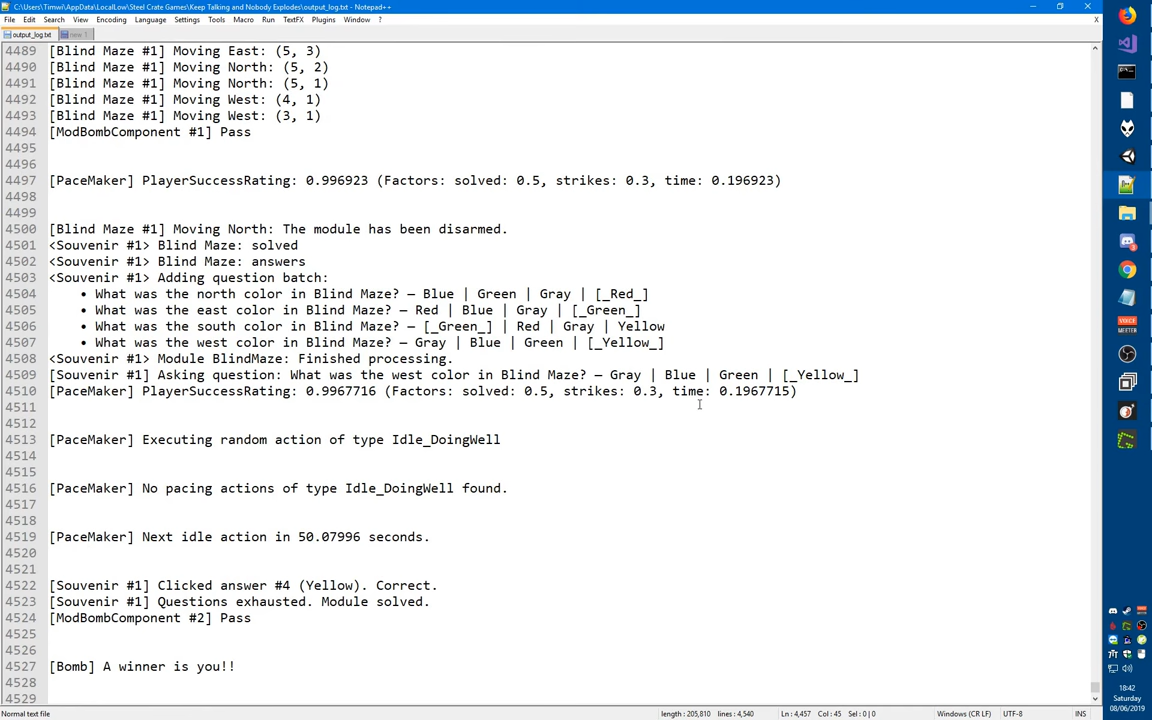 C:\Users\Timwi\AppData\LocalLow\Steel Crate Games\Keep Talking and Nobody Explodes\output_log.txt - Notepad++
File Edit Search View Encoding Language Settings Tools Macro Run TextFX Plugins Window ? X
output_log.txt new 1
4489 [Blind Maze #1] Moving East: (5, 3)
4490 [Blind Maze #1] Moving North: (5, 2)
4491 [Blind Maze #1] Moving North: (5, 1)
4492 [Blind Maze #1] Moving West: (4, 1)
4493 [Blind Maze #1] Moving West: (3, 1)
4494 [ModBombComponent #1] Pass
4495
4496
4497 [PaceMaker] PlayerSuccessRating: 0.996923 (Factors: solved: 0.5, strikes: 0.3, time: 0.196923)
4498
4499
4500 [Blind Maze #1] Moving North: The module has been disarmed.
4501 <Souvenir #1> Blind Maze: solved
4502 <Souvenir #1> Blind Maze: answers
4503 <Souvenir #1> Adding question batch:
4504 • What was the north color in Blind Maze? — Blue | Green | Gray | [_Red_]
4505 • What was the east color in Blind Maze? — Red | Blue | Gray | [_Green_]
4506 • What was the south color in Blind Maze? — [_Green_] | Red | Gray | Yellow
4507 • What was the west color in Blind Maze? — Gray | Blue | Green | [_Yellow_]
4508 <Souvenir #1> Module BlindMaze: Finished processing.
4509 [Souvenir #1] Asking question: What was the west color in Blind Maze? — Gray | Blue | Green | [_Yellow_]
4510 [PaceMaker] PlayerSuccessRating: 0.9967716 (Factors: solved: 0.5, strikes: 0.3, time: 0.1967715)
4511
4512
4513 [PaceMaker] Executing random action of type Idle_DoingWell
4514
4515
4516 [PaceMaker] No pacing actions of type Idle_DoingWell found.
4517
4518
4519 [PaceMaker] Next idle action in 50.07996 seconds.
4520
4521
4522 [Souvenir #1] Clicked answer #4 (Yellow). Correct.
4523 [Souvenir #1] Questions exhausted. Module solved.
4524 [ModBombComponent #2] Pass
4525
4526
4527 [Bomb] A winner is you!!
4528
4529
Normal text file length : 205,810 lines : 4,540 Ln : 4,457 Col : 45 Sel : 0 | 0 Windows (CR LF) UTF-8 INS
VOICE
MEETER
18:42
Saturday
08/06/2019